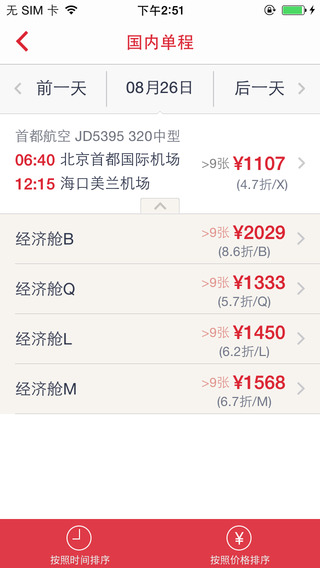 无 SIM 卡 下午2:51
国内单程
前一天 08月26日 后一天
首都航空 JD5395 320中型
06:40 北京首都国际机场 >9张 ¥1107
12:15 海口美兰机场 (4.7折/X)
经济舱B >9张 ¥2029
(8.6折/B)
经济舱Q >9张 ¥1333
(5.7折/Q)
经济舱L >9张 ¥1450
(6.2折/L)
经济舱M >9张 ¥1568
(6.7折/M)
按照时间排序 ¥ 按照价格排序